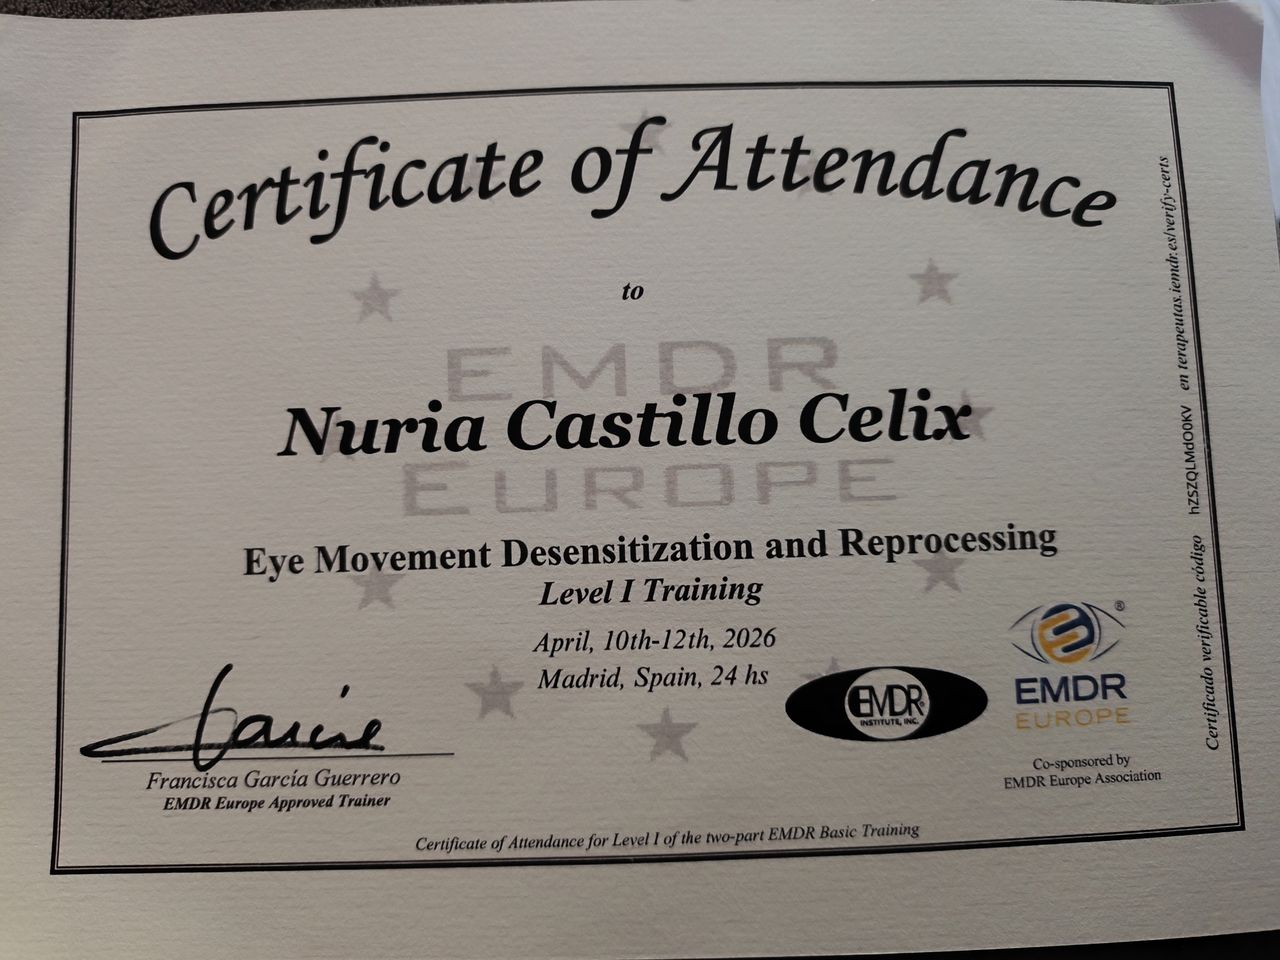 Certificate of Attendance
to
EMDR
Nuria Castillo Celix
EUROPE
Eye Movement Desensitization and Reprocessing
Level I Training
April, 10th-12th, 2026
Madrid, Spain, 24 hs
Francisca García Guerrero
EMDR Europe Approved Trainer
EMDR®
INSTITUTE, INC.
®
EMDR
EUROPE
Co-sponsored by
EMDR Europe Association
Certificate of Attendance for Level I of the two-part EMDR Basic Training
Certificado verificable código hZSZQLMdO0KV en terapeutas.iemdr.es/verify-certs